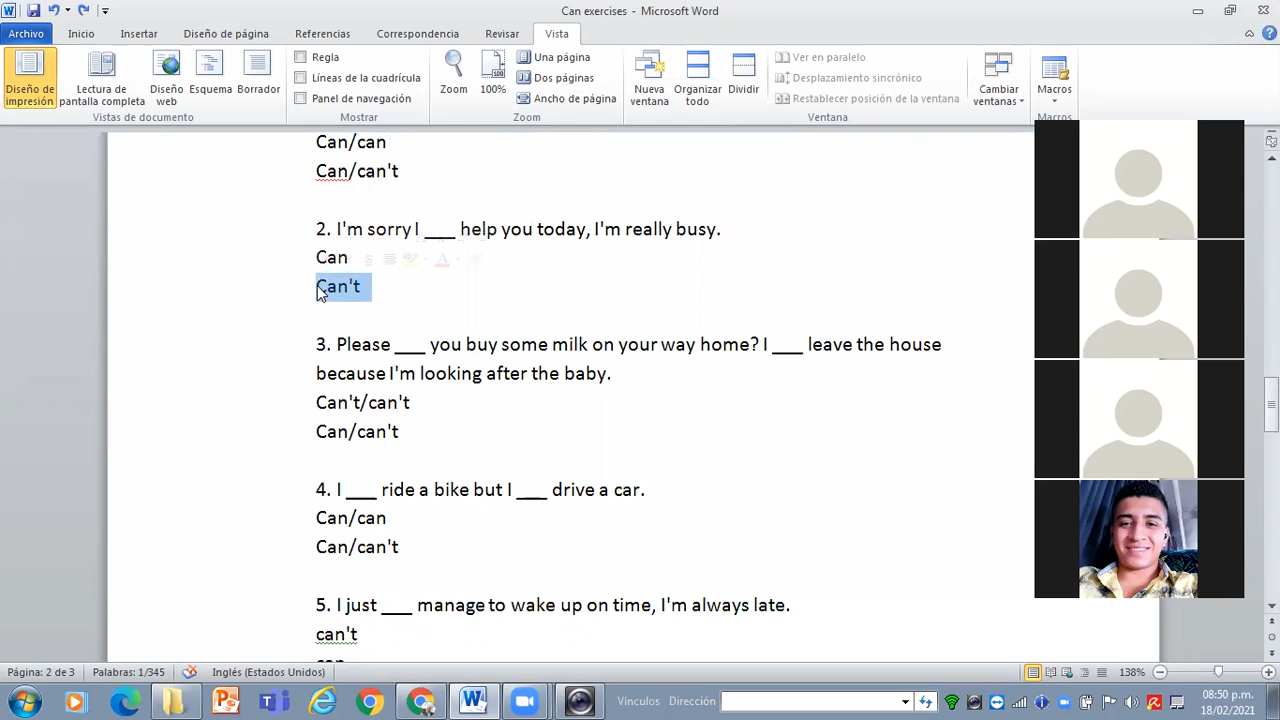 Can exercises - Microsoft Word
Archivo Inicio Insertar Diseño de página Referencias Correspondencia Revisar Vista
Diseño de impresión
Lectura de pantalla completa
Diseño web
Esquema
Borrador
Vistas de documento
Regla
Líneas de la cuadrícula
Panel de navegación
Mostrar
Zoom
100%
Una página
Dos páginas
Ancho de página
Zoom
Nueva ventana
Organizar todo
Dividir
Ver en paralelo
Desplazamiento sincrónico
Restablecer posición de la ventana
Ventana
Cambiar ventanas
Macros
Macros
Can/can
Can/can't
2. I'm sorry I ___ help you today, I'm really busy.
Can
Can't
3. Please ___ you buy some milk on your way home? I ___ leave the house
because I'm looking after the baby.
Can't/can't
Can/can't
4. I ___ ride a bike but I ___ drive a car.
Can/can
Can/can't
5. I just ___ manage to wake up on time, I'm always late.
can't
can
Página: 2 de 3 Palabras: 1/345 Inglés (Estados Unidos) 138%
Vínculos Dirección
08:50 p.m.
18/02/2021